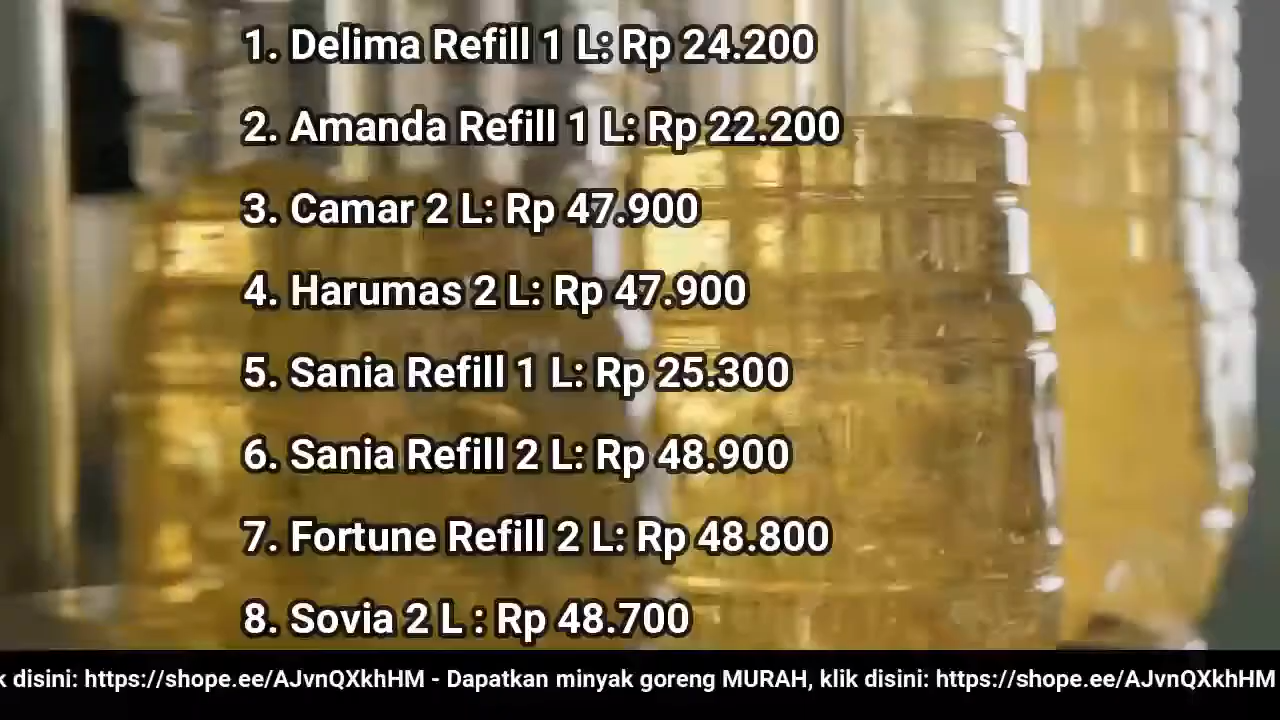 1. Delima Refill 1 L: Rp 24.200
2. Amanda Refill 1 L: Rp 22.200
3. Camar 2 L: Rp 47.900
4. Harumas 2 L: Rp 47.900
5. Sania Refill 1 L: Rp 25.300
6. Sania Refill 2 L: Rp 48.900
7. Fortune Refill 2 L: Rp 48.800
8. Sovia 2 L : Rp 48.700
k disini: https://shope.ee/AJvnQXkhHM - Dapatkan minyak goreng MURAH, klik disini: https://shope.ee/AJvnQXkhHM